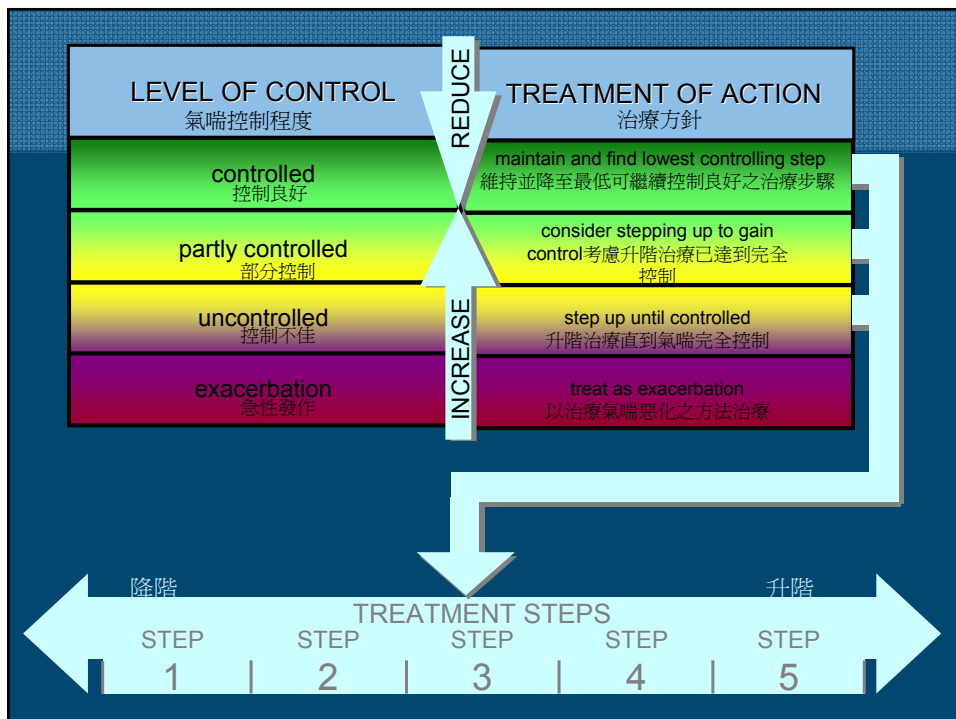 LEVEL OF CONTROL
氣喘控制程度
REDUCE
TREATMENT OF ACTION
治療方針
controlled
控制良好
maintain and find lowest controlling step
維持並降至最低可繼續控制良好之治療步驟
partly controlled
部分控制
consider stepping up to gain
control考慮升階治療已達到完全
控制
INCREASE
uncontrolled
控制不佳
step up until controlled
升階治療直到氣喘完全控制
exacerbation
急性發作
treat as exacerbation
以治療氣喘惡化之方法治療
降階 升階
TREATMENT STEPS
STEP STEP STEP STEP STEP
1 2 3 4 5